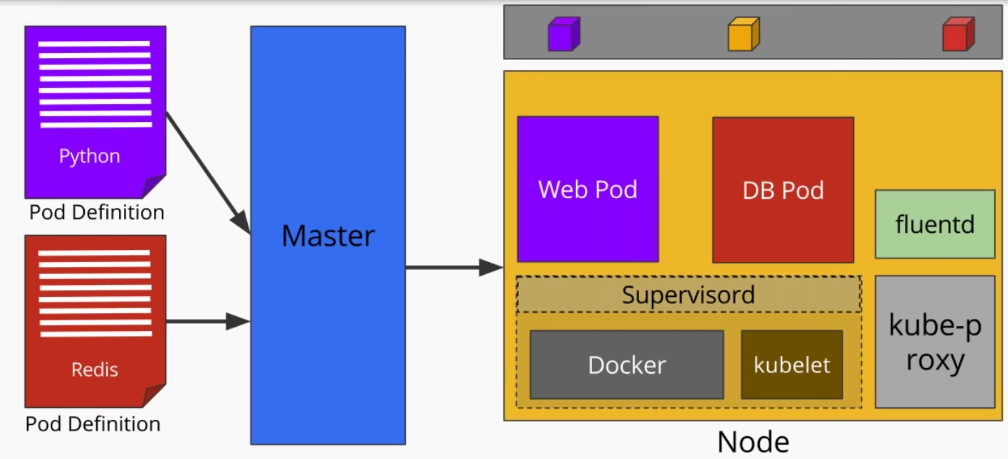 Python
Pod Definition
Redis
Pod Definition
Master
Web Pod
DB Pod
fluentd
Supervisord
Docker
kubelet
kube-p
roxy
Node